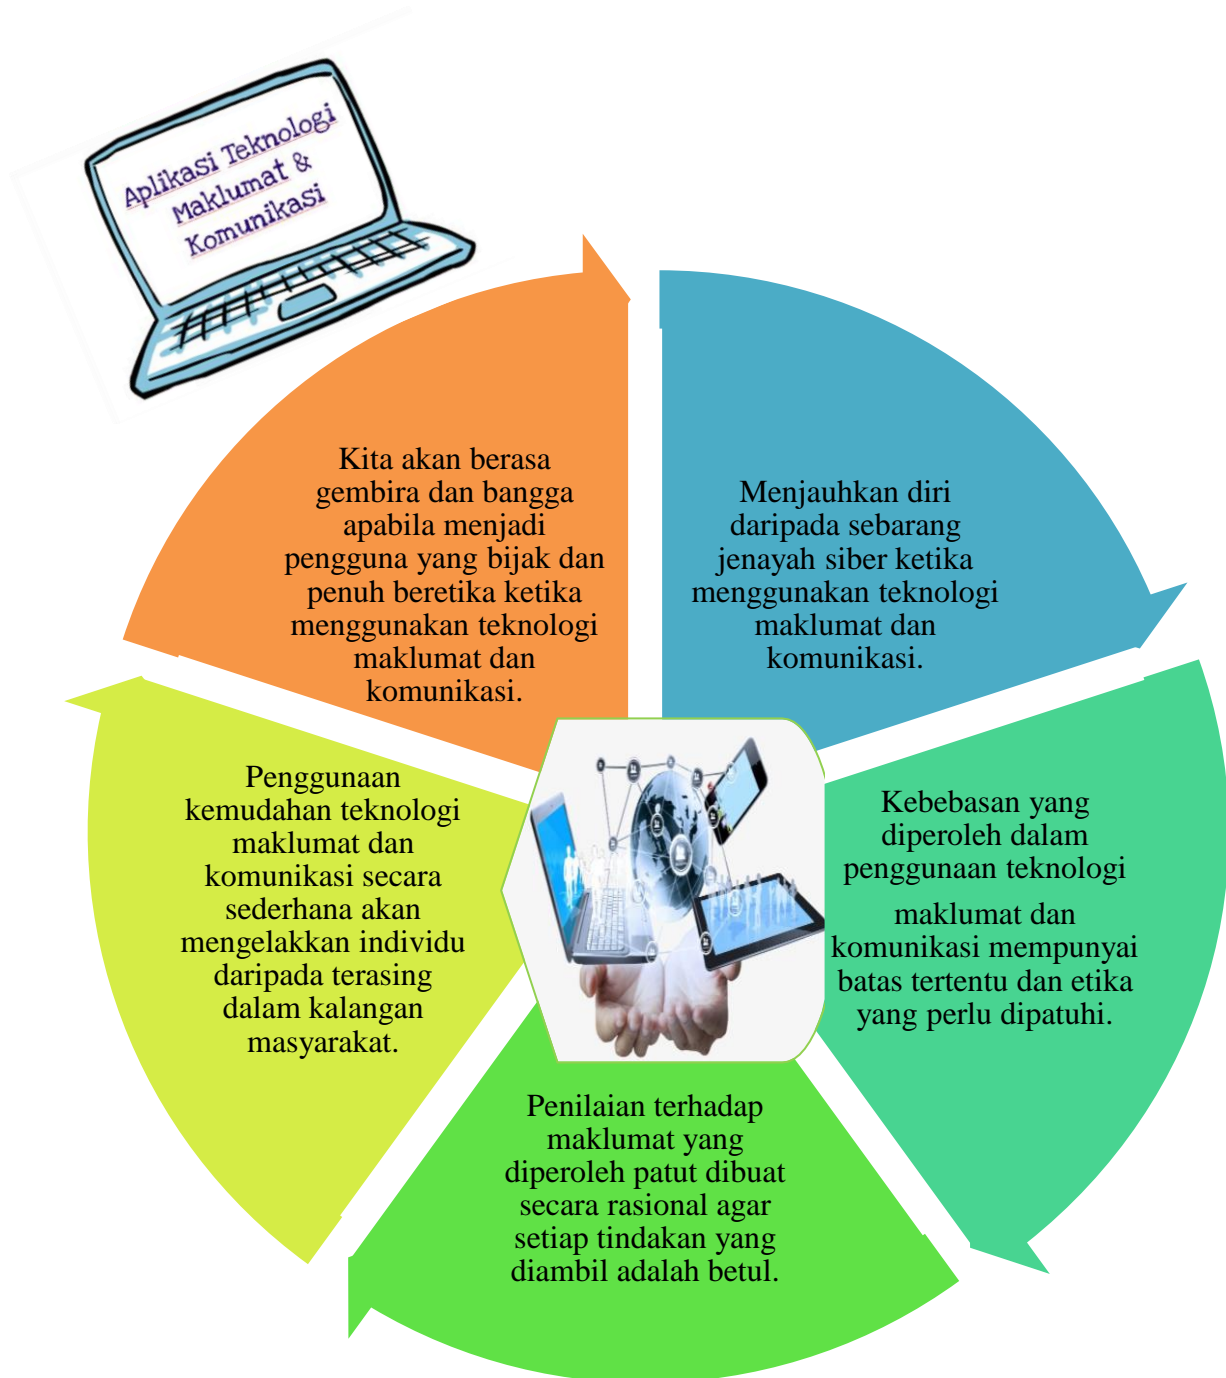 Aplikasi Teknologi
Maklumat &
Komunikasi
Kita akan berasa
gembira dan bangga
apabila menjadi
pengguna yang bijak dan
penuh beretika ketika
menggunakan teknologi
maklumat dan
komunikasi.
Menjauhkan diri
daripada sebarang
jenayah siber ketika
menggunakan teknologi
maklumat dan
komunikasi.
Kebebasan yang
diperoleh dalam
penggunaan teknologi
maklumat dan
komunikasi mempunyai
batas tertentu dan etika
yang perlu dipatuhi.
Penilaian terhadap
maklumat yang
diperoleh patut dibuat
secara rasional agar
setiap tindakan yang
diambil adalah betul.
Penggunaan
kemudahan teknologi
maklumat dan
komunikasi secara
sederhana akan
mengelakkan individu
daripada terasing
dalam kalangan
masyarakat.